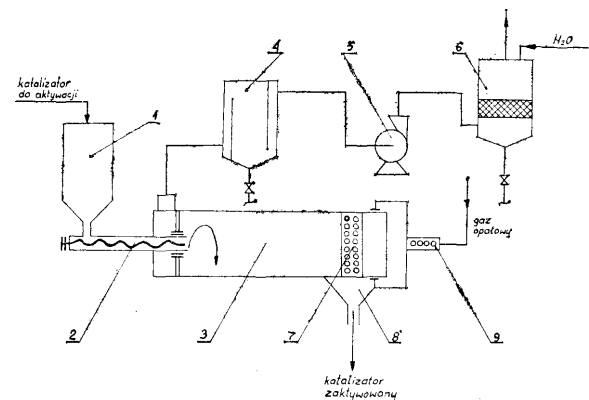 4
5
6
H₂O
katalizator
do aktywacji
1
gaz
opałowy
2
3
7
8
9
katalizator
zaktywowany